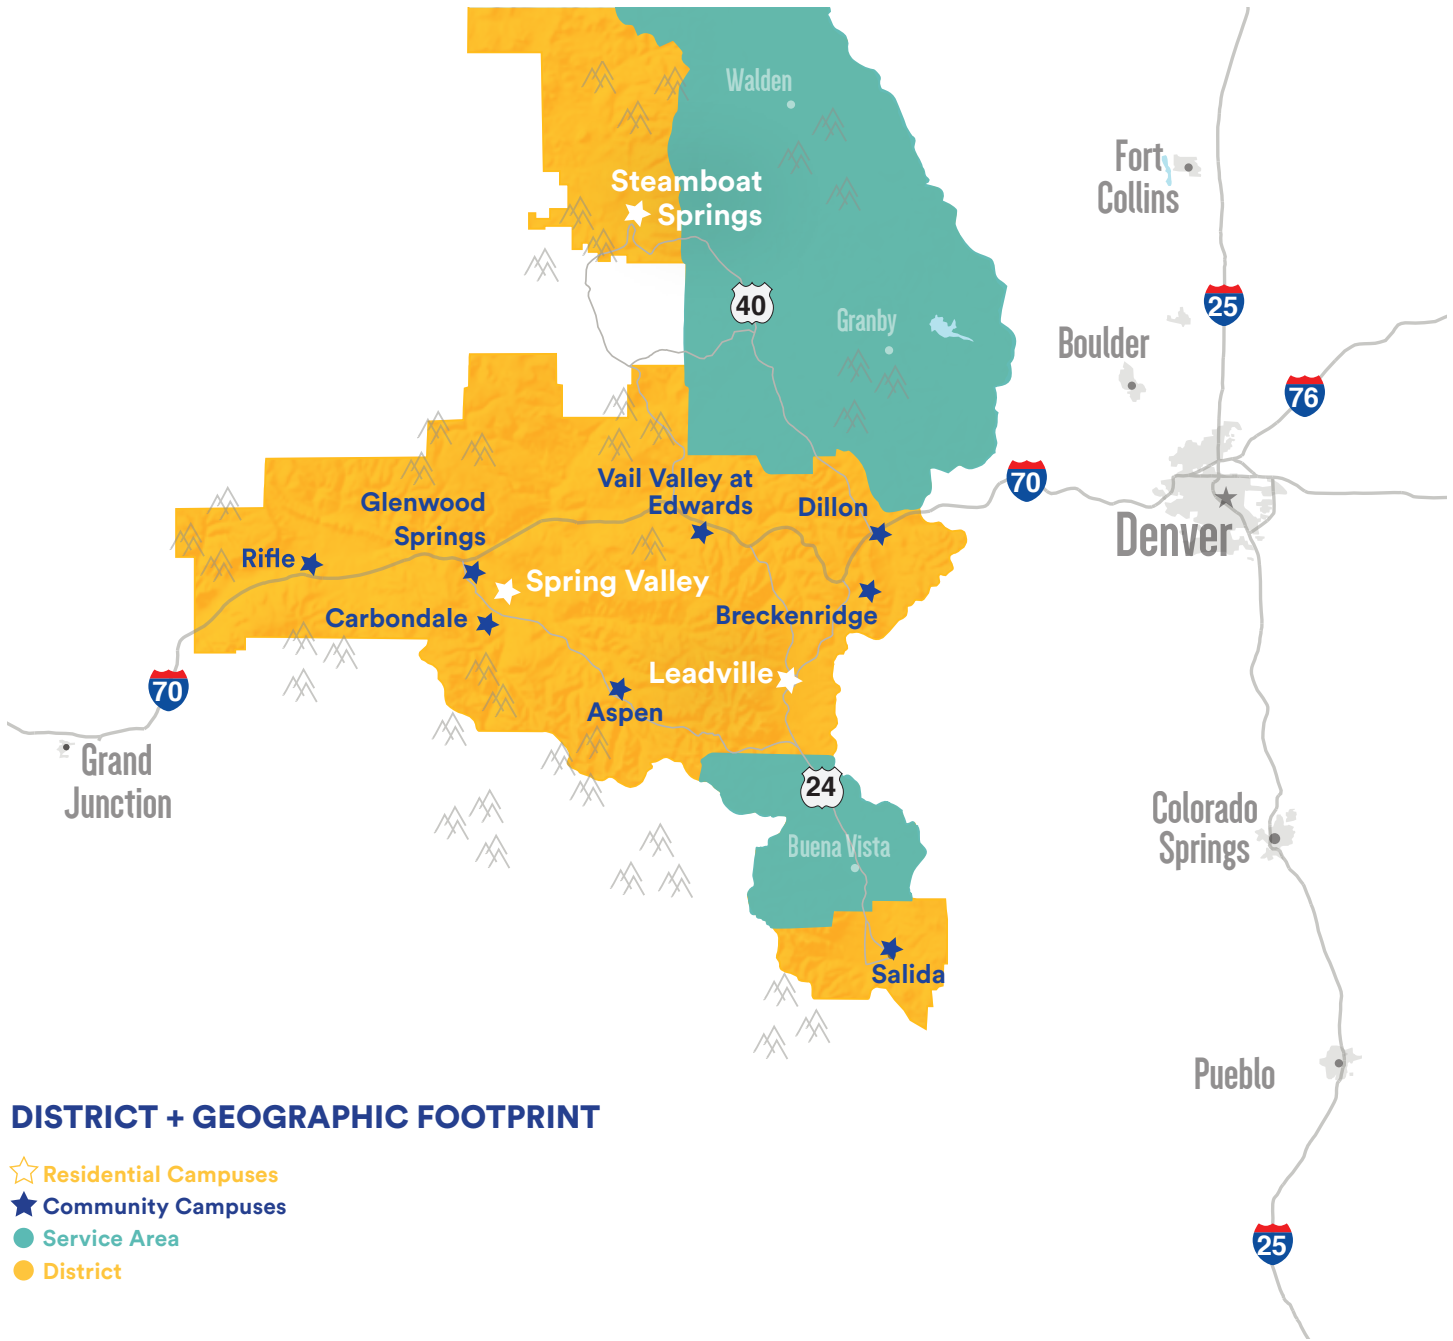 Walden
Fort
Collins
Steamboat
Springs
40
25
Granby
Boulder
76
Vail Valley at
Edwards
Dillon
70
Glenwood
Springs
Denver
Rifle
Spring Valley
Carbondale
Breckenridge
Leadville
70
Aspen
Grand
Junction
24
Colorado
Springs
Buena Vista
Salida
Pueblo
DISTRICT + GEOGRAPHIC FOOTPRINT
Residential Campuses
Community Campuses
Service Area
District
25